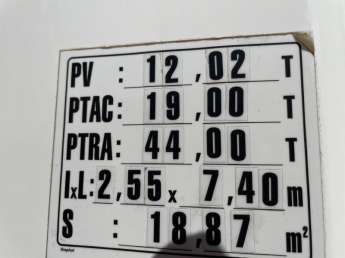 PV : 12,02 T
PTAC : 19,00 T
PTRA : 44,00 T
IxL: 2,55 x 7,40 m
S : 18,87 m²